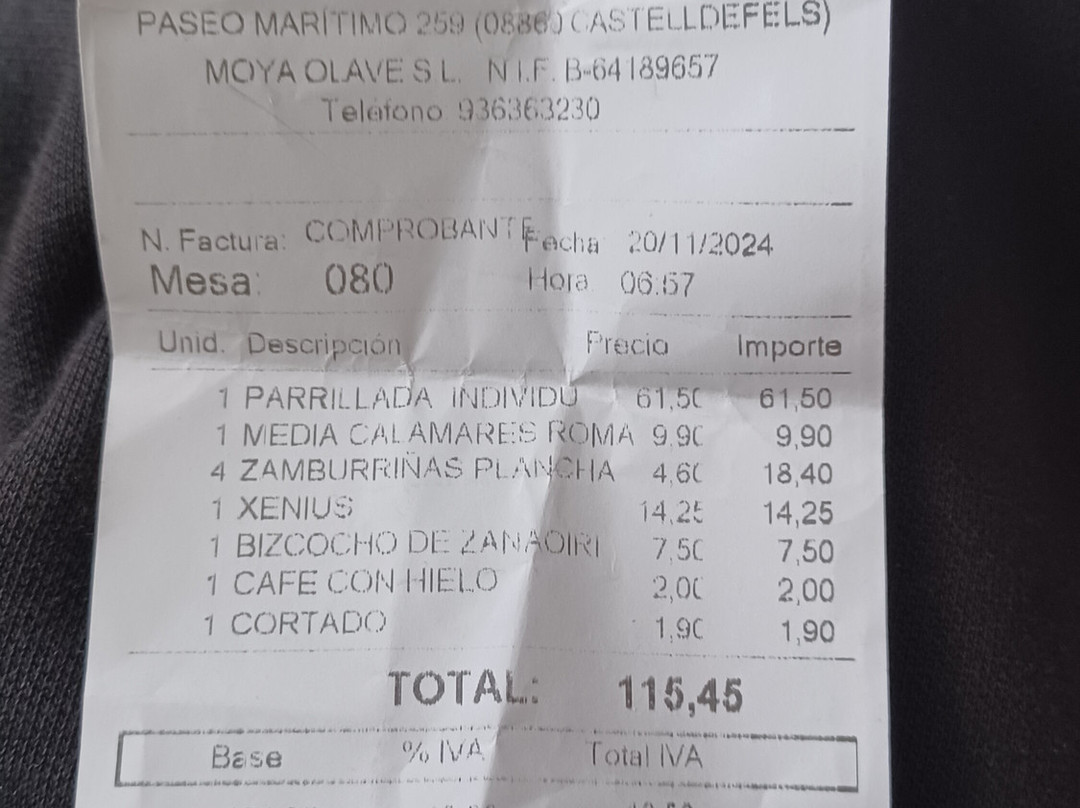 PASEO MARÍTIMO 259 (08860 CASTELLDEFELS)
MOYA OLAVE S L. N I.F. B-64189657
Teléfono 936363230
N. Factura: COMPROBANTE Fecha 20/11/2024
Mesa: 080 Hora 06:57
Unid. Descripción Precio Importe
1 PARRILLADA INDIVIDU 61,50 61,50
1 MEDIA CALAMARES ROMA 9,90 9,90
4 ZAMBURRIÑAS PLANCHA 4,60 18,40
1 XENIUS 14,25 14,25
1 BIZCOCHO DE ZANAOIRI 7,50 7,50
1 CAFE CON HIELO 2,00 2,00
1 CORTADO 1,90 1,90
TOTAL: 115,45
Base % IVA Total IVA